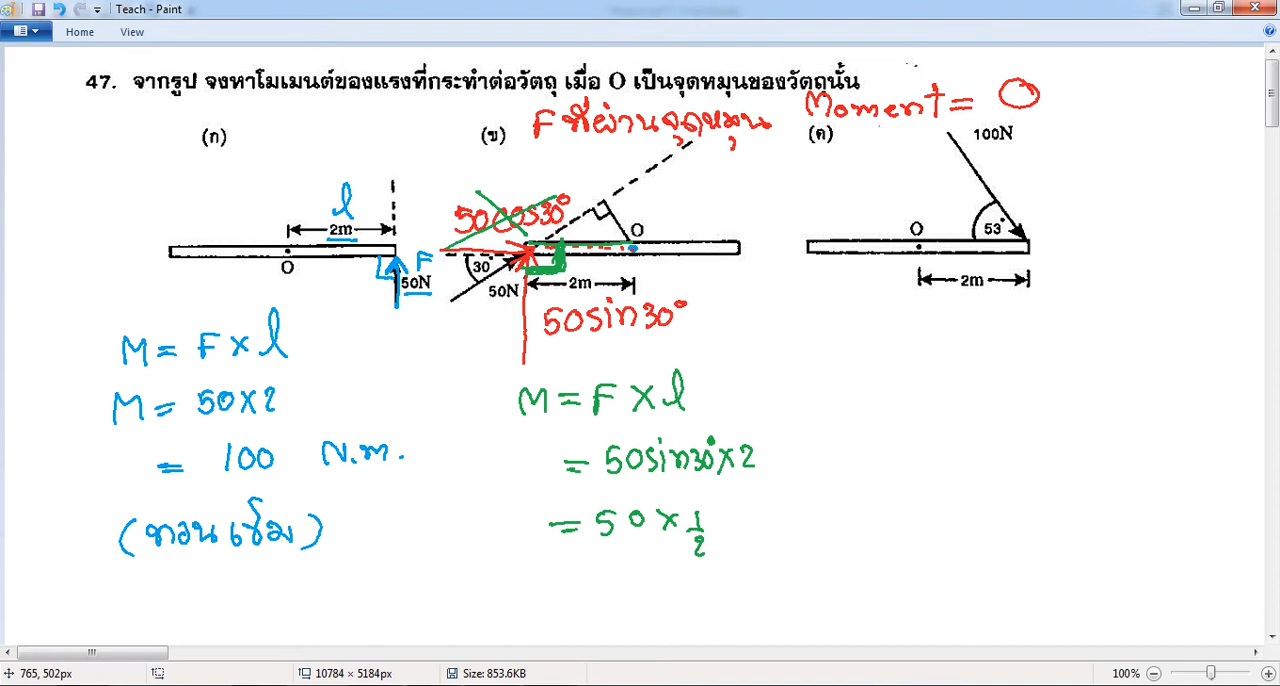 Teach - Paint
Home View
47. จากรูป จงหาโมเมนต์ของแรงที่กระทำต่อวัตถุ เมื่อ O เป็นจุดหมุนของวัตถุนั้น
F ที่ผ่านจุดหมุน Moment = O
(ก) (ข) (ค) 100N
l 50cos30°
2m O O 53°
O F 50N 30° 50N 2m 2m
50sin30°
M = F × l
M = 50×2
= 100 N.m.
(ทวนเข็ม)
M = F × l
= 50sin30°×2
= 50 × 1/2
765, 502px 10784 × 5184px Size: 853.6KB 100%